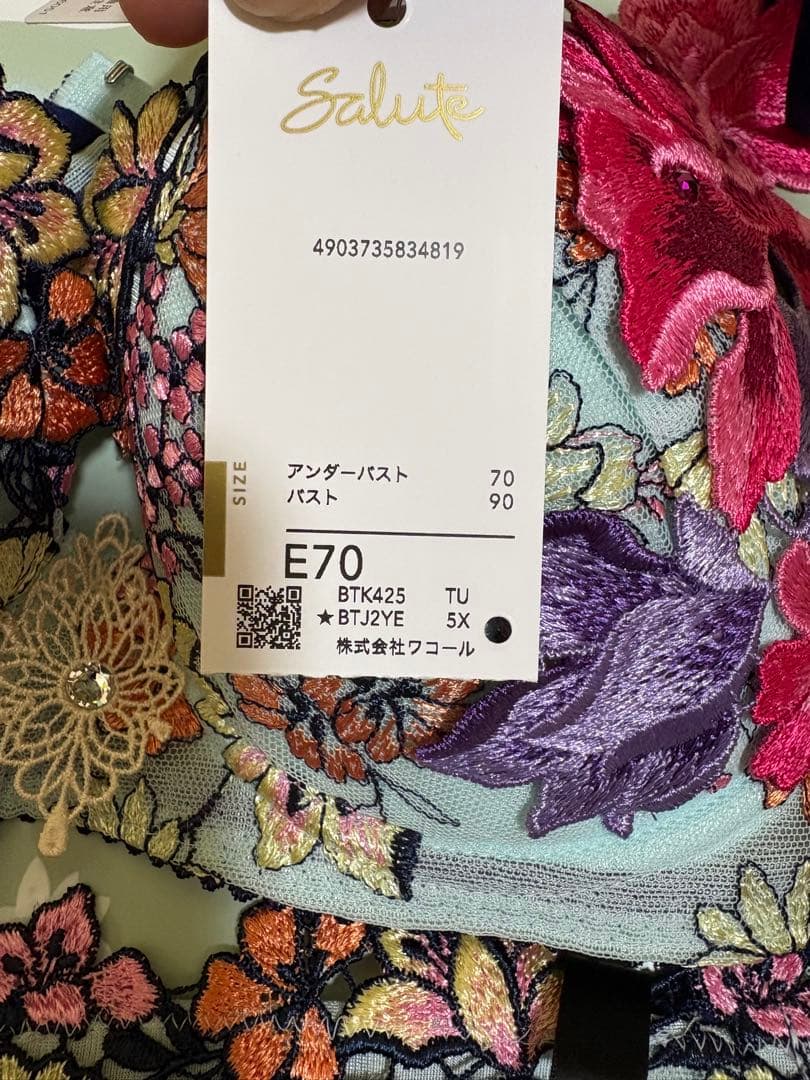 Salute
4903735834819
SIZE
アンダーバスト 70
バスト 90
E70
BTK425 TU
★BTJ2YE 5X
株式会社ワコール